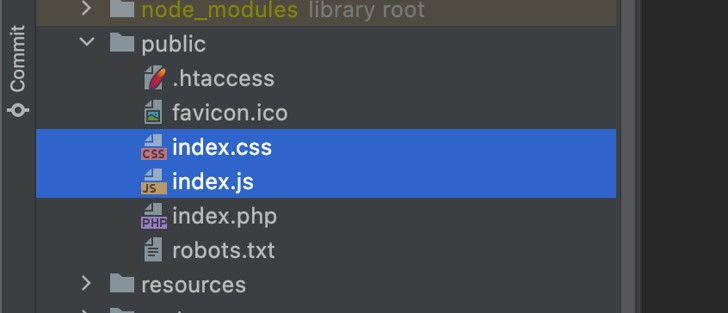 node_modules library root
public
.htaccess
favicon.ico
CSS index.css
JS index.js
PHP index.php
robots.txt
resources
Commit